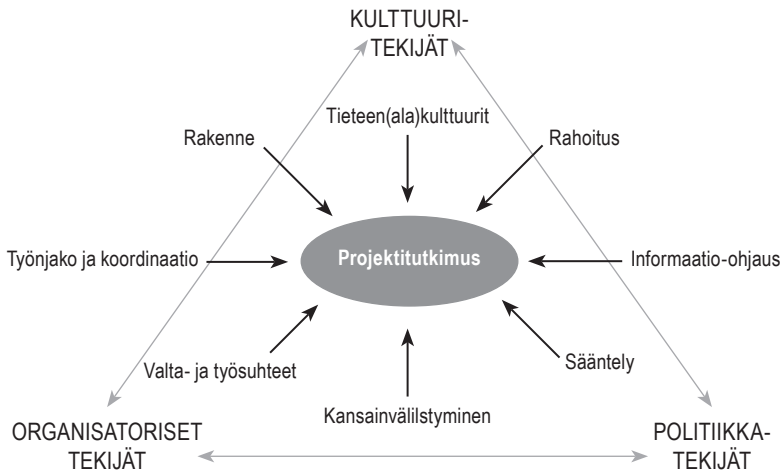 KULTTUURI-
TEKIJÄT
Tieteen(ala)kulttuurit
Rakenne
Rahoitus
Työnjako ja koordinaatio
Projektitutkimus
Informaatio-ohjaus
Valta- ja työsuhteet
Sääntely
Kansainvälilstyminen
ORGANISATORISET
TEKIJÄT
POLITIIKKA-
TEKIJÄT